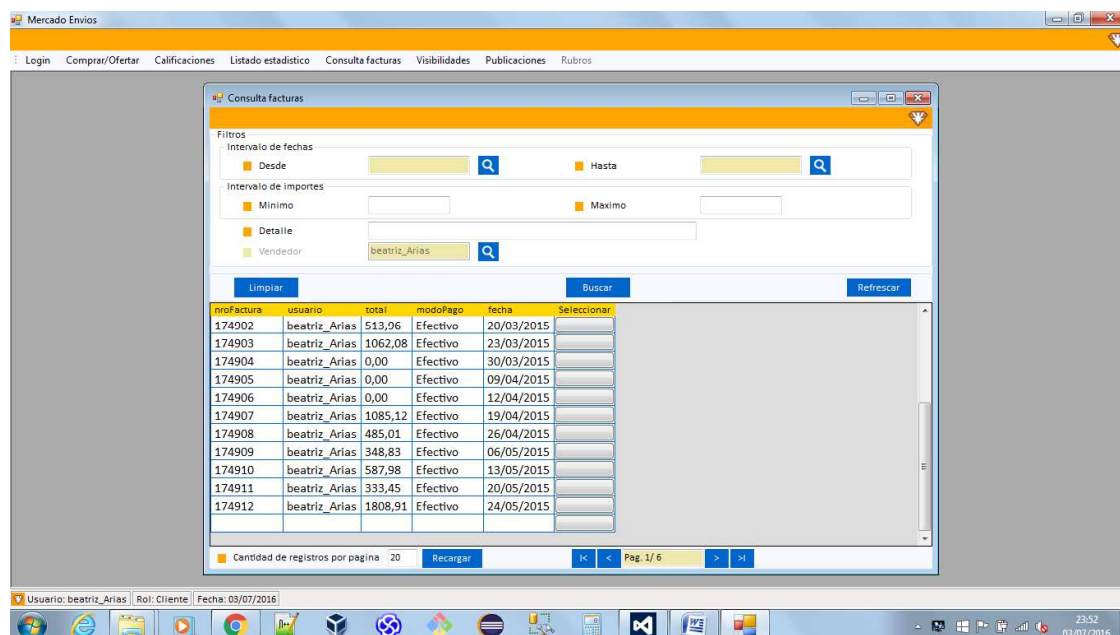 Mercado Envios
Login Comprar/Ofertar Calificaciones Listado estadistico Consulta facturas Visibilidades Publicaciones Rubros
Consulta facturas
Filtros
Intervalo de fechas
Desde Hasta
Intervalo de importes
Minimo Maximo
Detalle
Vendedor beatriz_Arias
Limpiar Buscar Refrescar
nroFactura usuario total modoPago fecha Seleccionar
174902 beatriz_Arias 513,96 Efectivo 20/03/2015
174903 beatriz_Arias 1062,08 Efectivo 23/03/2015
174904 beatriz_Arias 0,00 Efectivo 30/03/2015
174905 beatriz_Arias 0,00 Efectivo 09/04/2015
174906 beatriz_Arias 0,00 Efectivo 12/04/2015
174907 beatriz_Arias 1085,12 Efectivo 19/04/2015
174908 beatriz_Arias 485,01 Efectivo 26/04/2015
174909 beatriz_Arias 348,83 Efectivo 06/05/2015
174910 beatriz_Arias 587,98 Efectivo 13/05/2015
174911 beatriz_Arias 333,45 Efectivo 20/05/2015
174912 beatriz_Arias 1808,91 Efectivo 24/05/2015
Cantidad de registros por pagina 20 Recargar |< < Pag. 1/ 6 > >|
Usuario: beatriz_Arias Rol: Cliente Fecha: 03/07/2016
23:52
03/07/2016